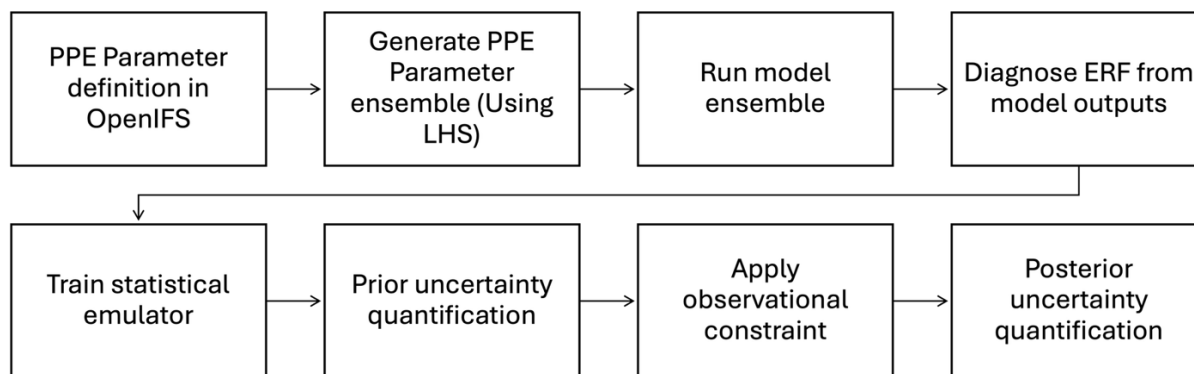 PPE Parameter
definition in
OpenIFS
Generate PPE
Parameter
ensemble (Using
LHS)
Run model
ensemble
Diagnose ERF from
model outputs
Train statistical
emulator
Prior uncertainty
quantification
Apply
observational
constraint
Posterior
uncertainty
quantification